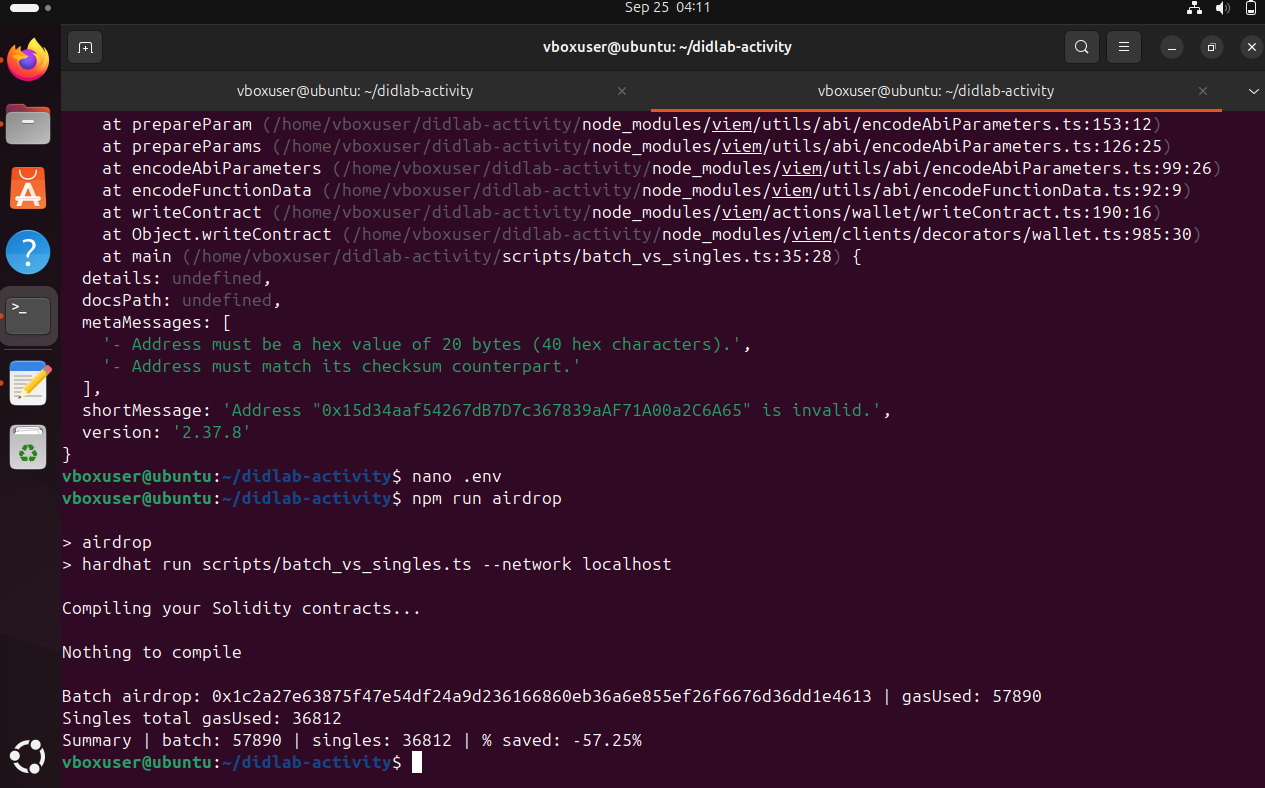 Sep 25 04:11
vboxuser@ubuntu: ~/didlab-activity
vboxuser@ubuntu: ~/didlab-activity
vboxuser@ubuntu: ~/didlab-activity
at prepareParam (/home/vboxuser/didlab-activity/node_modules/viem/utils/abi/encodeAbiParameters.ts:153:12)
at prepareParams (/home/vboxuser/didlab-activity/node_modules/viem/utils/abi/encodeAbiParameters.ts:126:25)
at encodeAbiParameters (/home/vboxuser/didlab-activity/node_modules/viem/utils/abi/encodeAbiParameters.ts:99:26)
at encodeFunctionData (/home/vboxuser/didlab-activity/node_modules/viem/utils/abi/encodeFunctionData.ts:92:9)
at writeContract (/home/vboxuser/didlab-activity/node_modules/viem/actions/wallet/writeContract.ts:190:16)
at Object.writeContract (/home/vboxuser/didlab-activity/node_modules/viem/clients/decorators/wallet.ts:985:30)
at main (/home/vboxuser/didlab-activity/scripts/batch_vs_singles.ts:35:28) {
details: undefined,
docsPath: undefined,
metaMessages: [
'- Address must be a hex value of 20 bytes (40 hex characters).',
'- Address must match its checksum counterpart.'
],
shortMessage: 'Address "0x15d34aaf54267dB7D7c367839aAF71A00a2C6A65" is invalid.',
version: '2.37.8'
}
vboxuser@ubuntu:~/didlab-activity$ nano .env
vboxuser@ubuntu:~/didlab-activity$ npm run airdrop
> airdrop
> hardhat run scripts/batch_vs_singles.ts --network localhost
Compiling your Solidity contracts...
Nothing to compile
Batch airdrop: 0x1c2a27e63875f47e54df24a9d236166860eb36a6e855ef26f6676d36dd1e4613 | gasUsed: 57890
Singles total gasUsed: 36812
Summary | batch: 57890 | singles: 36812 | % saved: -57.25%
vboxuser@ubuntu:~/didlab-activity$